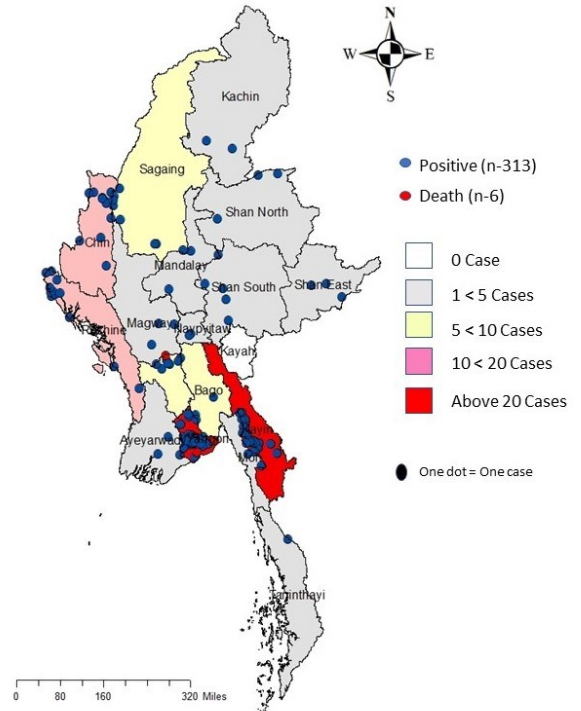 N
W E
S
Kachin
Positive (n-313)
Sagaing
Death (n-6)
Shan North
Chin
0 Case
Mandalay
Shan South
Shan East
1 < 5 Cases
Magway
Naypyitaw
5 < 10 Cases
Kayah
10 < 20 Cases
Bago
Above 20 Cases
Ayeyarwady
One dot = One case
Taninthayi
0 80 160 320 Miles